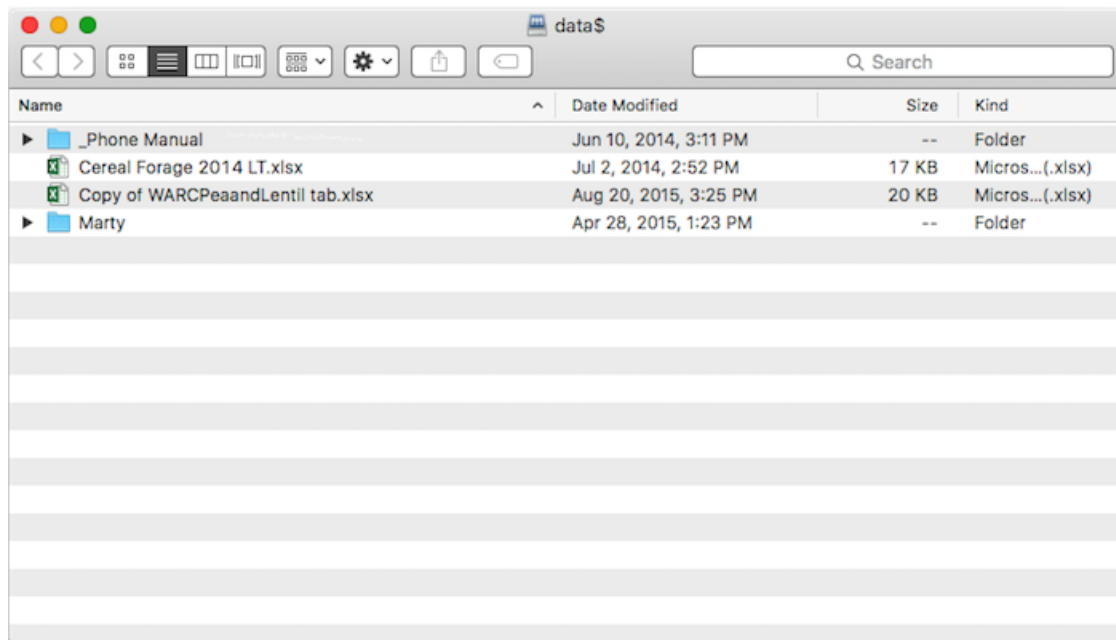 data$
Search
Name Date Modified Size Kind
_Phone Manual Jun 10, 2014, 3:11 PM -- Folder
Cereal Forage 2014 LT.xlsx Jul 2, 2014, 2:52 PM 17 KB Micros...(.xlsx)
Copy of WARCPeaandLentil tab.xlsx Aug 20, 2015, 3:25 PM 20 KB Micros...(.xlsx)
Marty Apr 28, 2015, 1:23 PM -- Folder